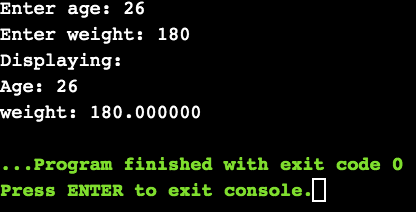 Enter age: 26
Enter weight: 180
Displaying:
Age: 26
weight: 180.000000
...Program finished with exit code 0
Press ENTER to exit console.